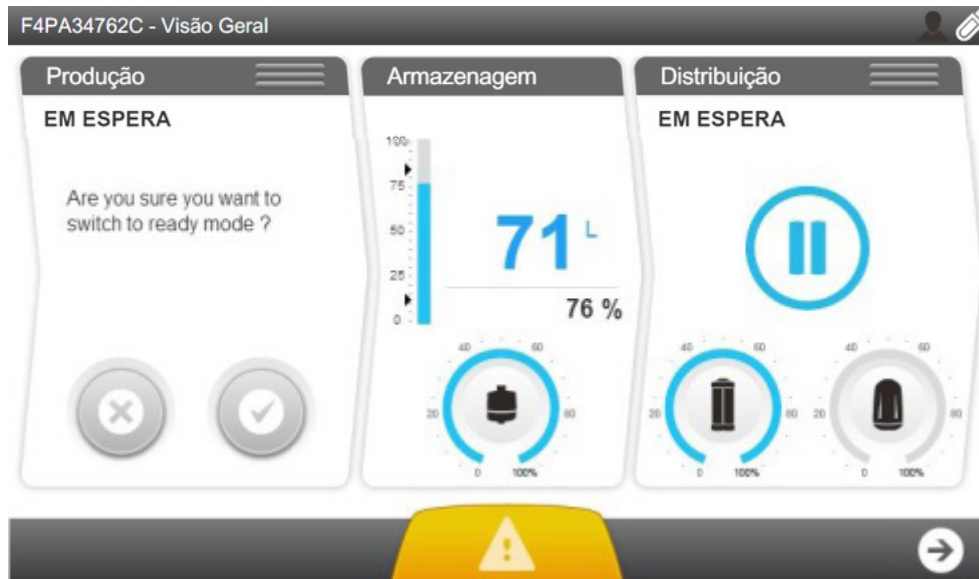 F4PA34762C - Visão Geral
Produção
EM ESPERA
Are you sure you want to
switch to ready mode ?
Armazenagem
100
75
50
25
0
71 L
76 %
40 60
20 80
0 100%
Distribuição
EM ESPERA
40 60
20 80
0 100%
40 60
20 80
0 100%